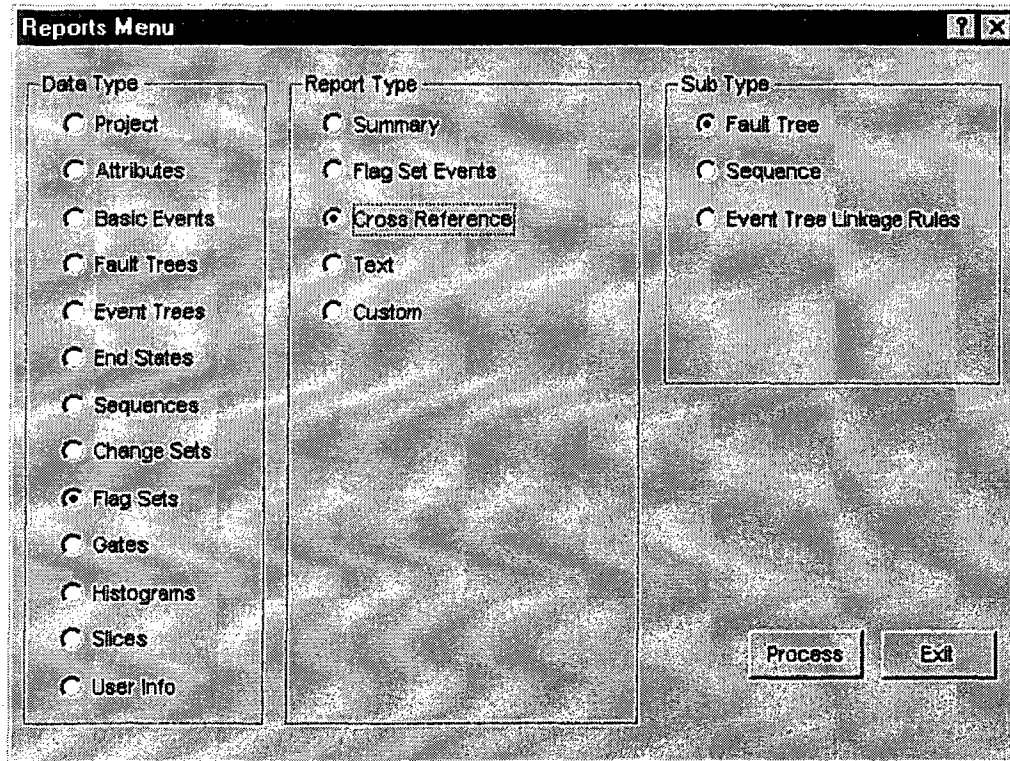 Reports Menu
Data Type
Project
Attributes
Basic Events
Fault Trees
Event Trees
End States
Sequences
Change Sets
Flag Sets
Gates
Histograms
Slices
User Info
Report Type
Summary
Flag Set Events
Cross Reference
Text
Custom
Sub Type
Fault Tree
Sequence
Event Tree Linkage Rules
Process
Exit